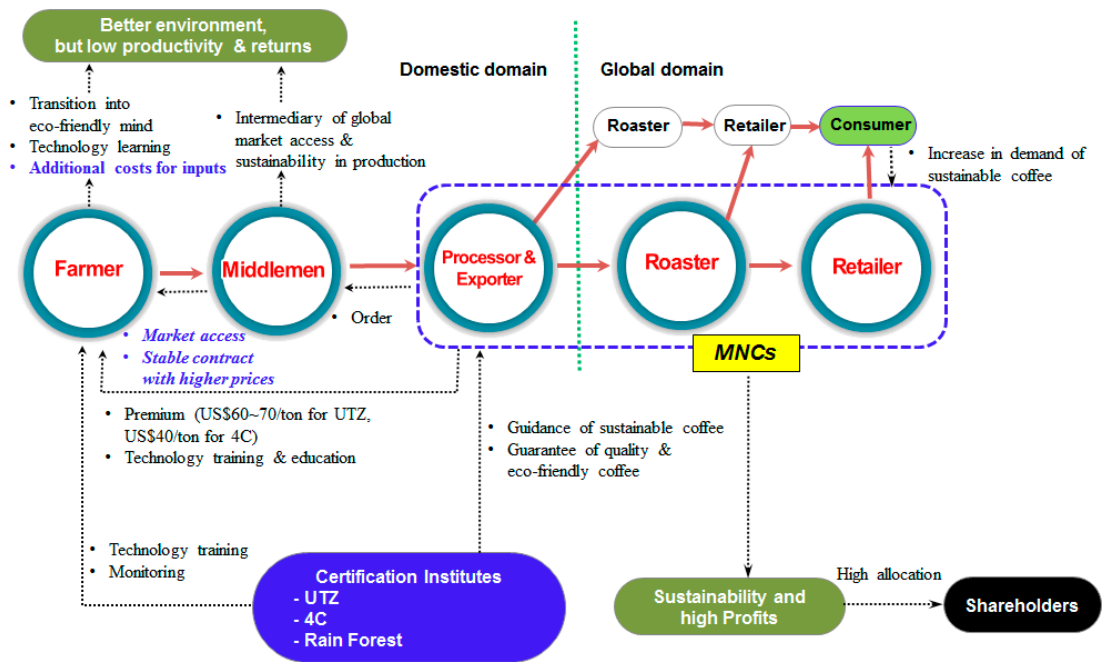 Better environment,
but low productivity & returns
Domestic domain
Global domain
• Transition into
eco-friendly mind
• Technology learning
• Additional costs for inputs
• Intermediary of global
market access &
sustainability in production
Roaster
Retailer
Consumer
• Increase in demand of
sustainable coffee
Farmer
Middlemen
Processor &
Exporter
Roaster
Retailer
• Order
• Market access
• Stable contract
with higher prices
MNCs
• Premium (US$60~70/ton for UTZ,
US$40/ton for 4C)
• Technology training & education
• Guidance of sustainable coffee
• Guarantee of quality &
eco-friendly coffee
• Technology training
• Monitoring
Certification Institutes
- UTZ
- 4C
- Rain Forest
Sustainability and
high Profits
High allocation
Shareholders